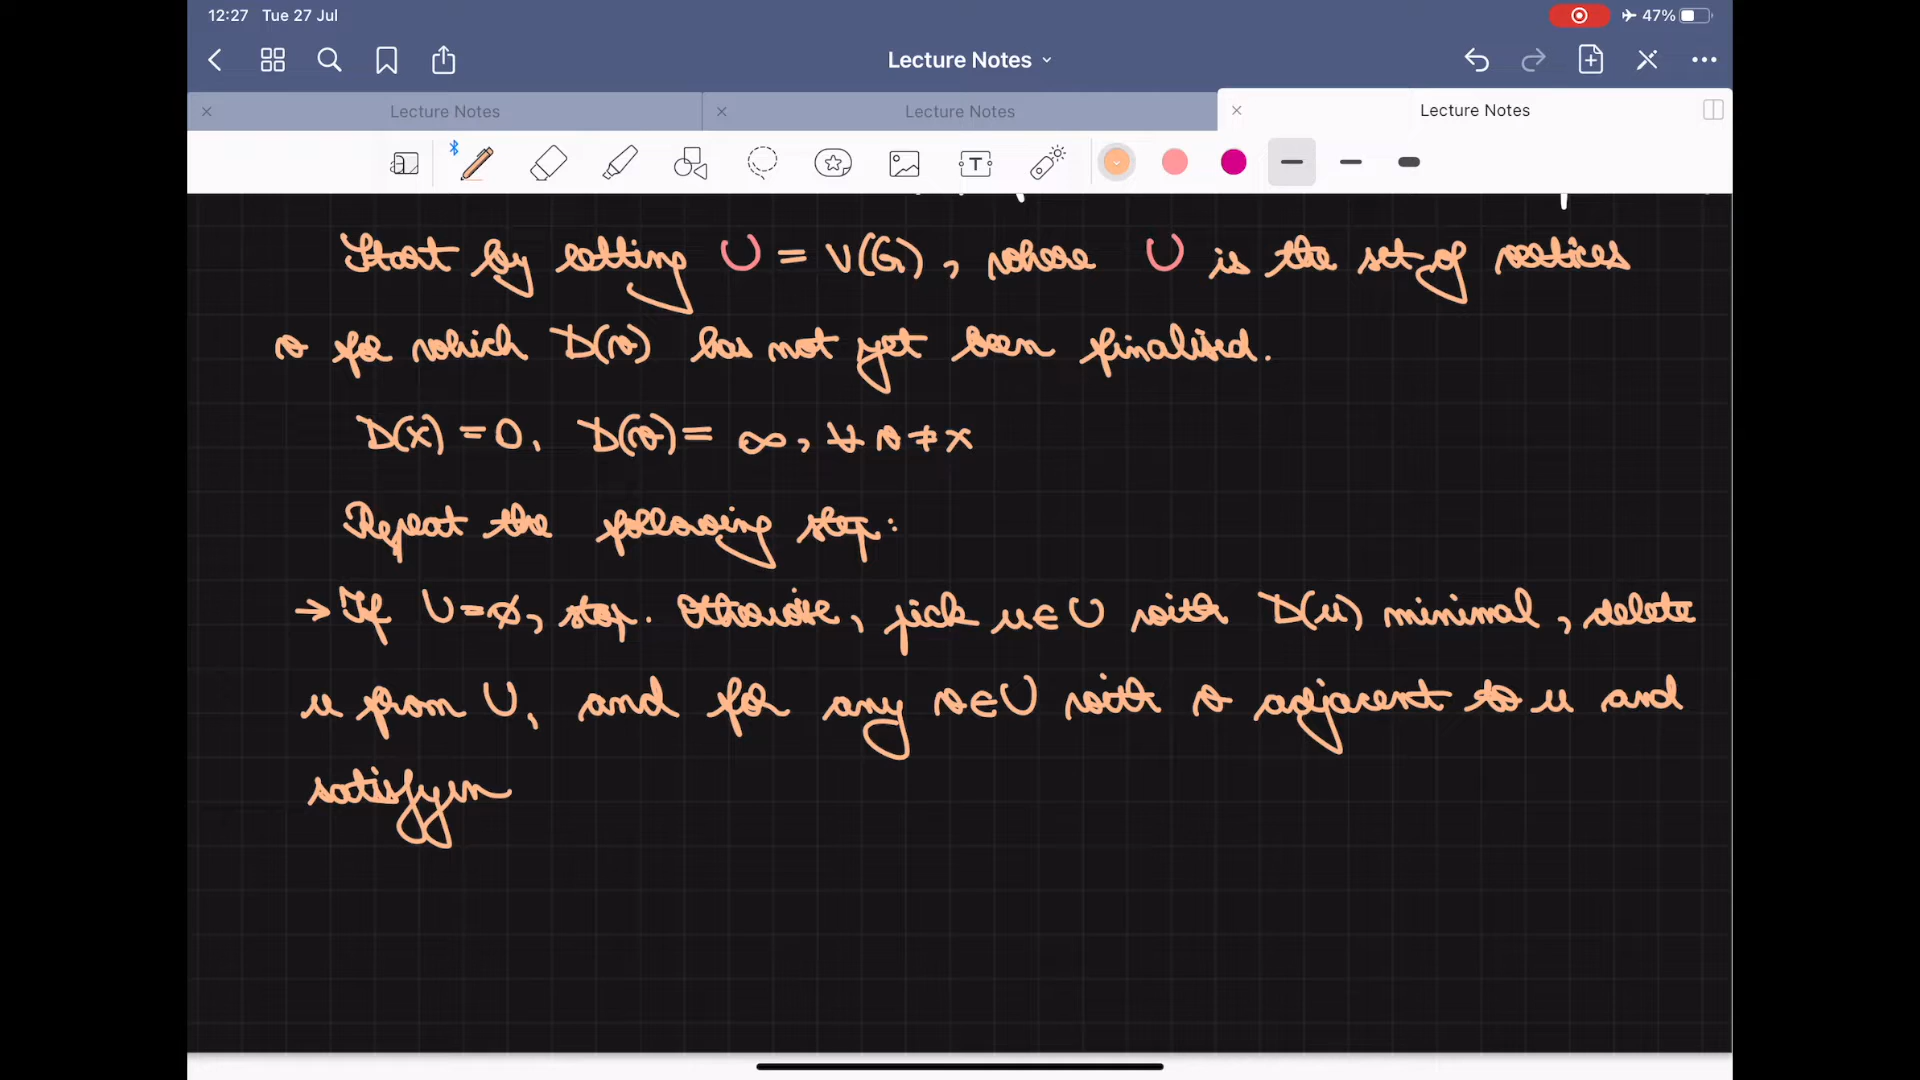 12:27 Tue 27 Jul
47%
Lecture Notes
Lecture Notes
Lecture Notes
Lecture Notes
Start by setting U = V(G), where U is the set of vertices
v for which D(v) has not yet been finalised.
D(x) = 0, D(v) = ∞, ∀ v ≠ x
Repeat the following step:
→ If U = ∅, stop. Otherwise, pick u ∈ U with D(u) minimal, delete
u from U, and for any v ∈ U with v adjacent to u and
satisfyin